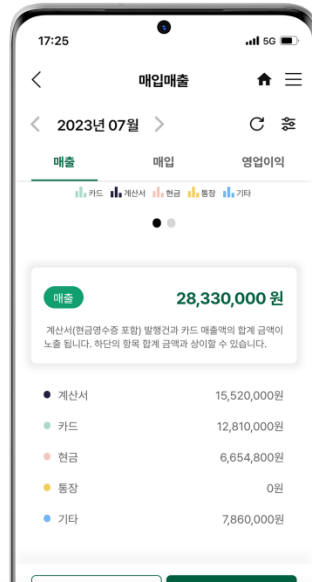 17:25 5G
매입매출
2023년 07월
매출 매입 영업이익
카드 계산서 현금 통장 기타
매출 28,330,000 원
계산서(현금영수증 포함) 발행건과 카드 매출액의 합계 금액이
노출 됩니다. 하단의 항목 합계 금액과 상이할 수 있습니다.
계산서 15,520,000원
카드 12,810,000원
현금 6,654,800원
통장 0원
기타 7,860,000원